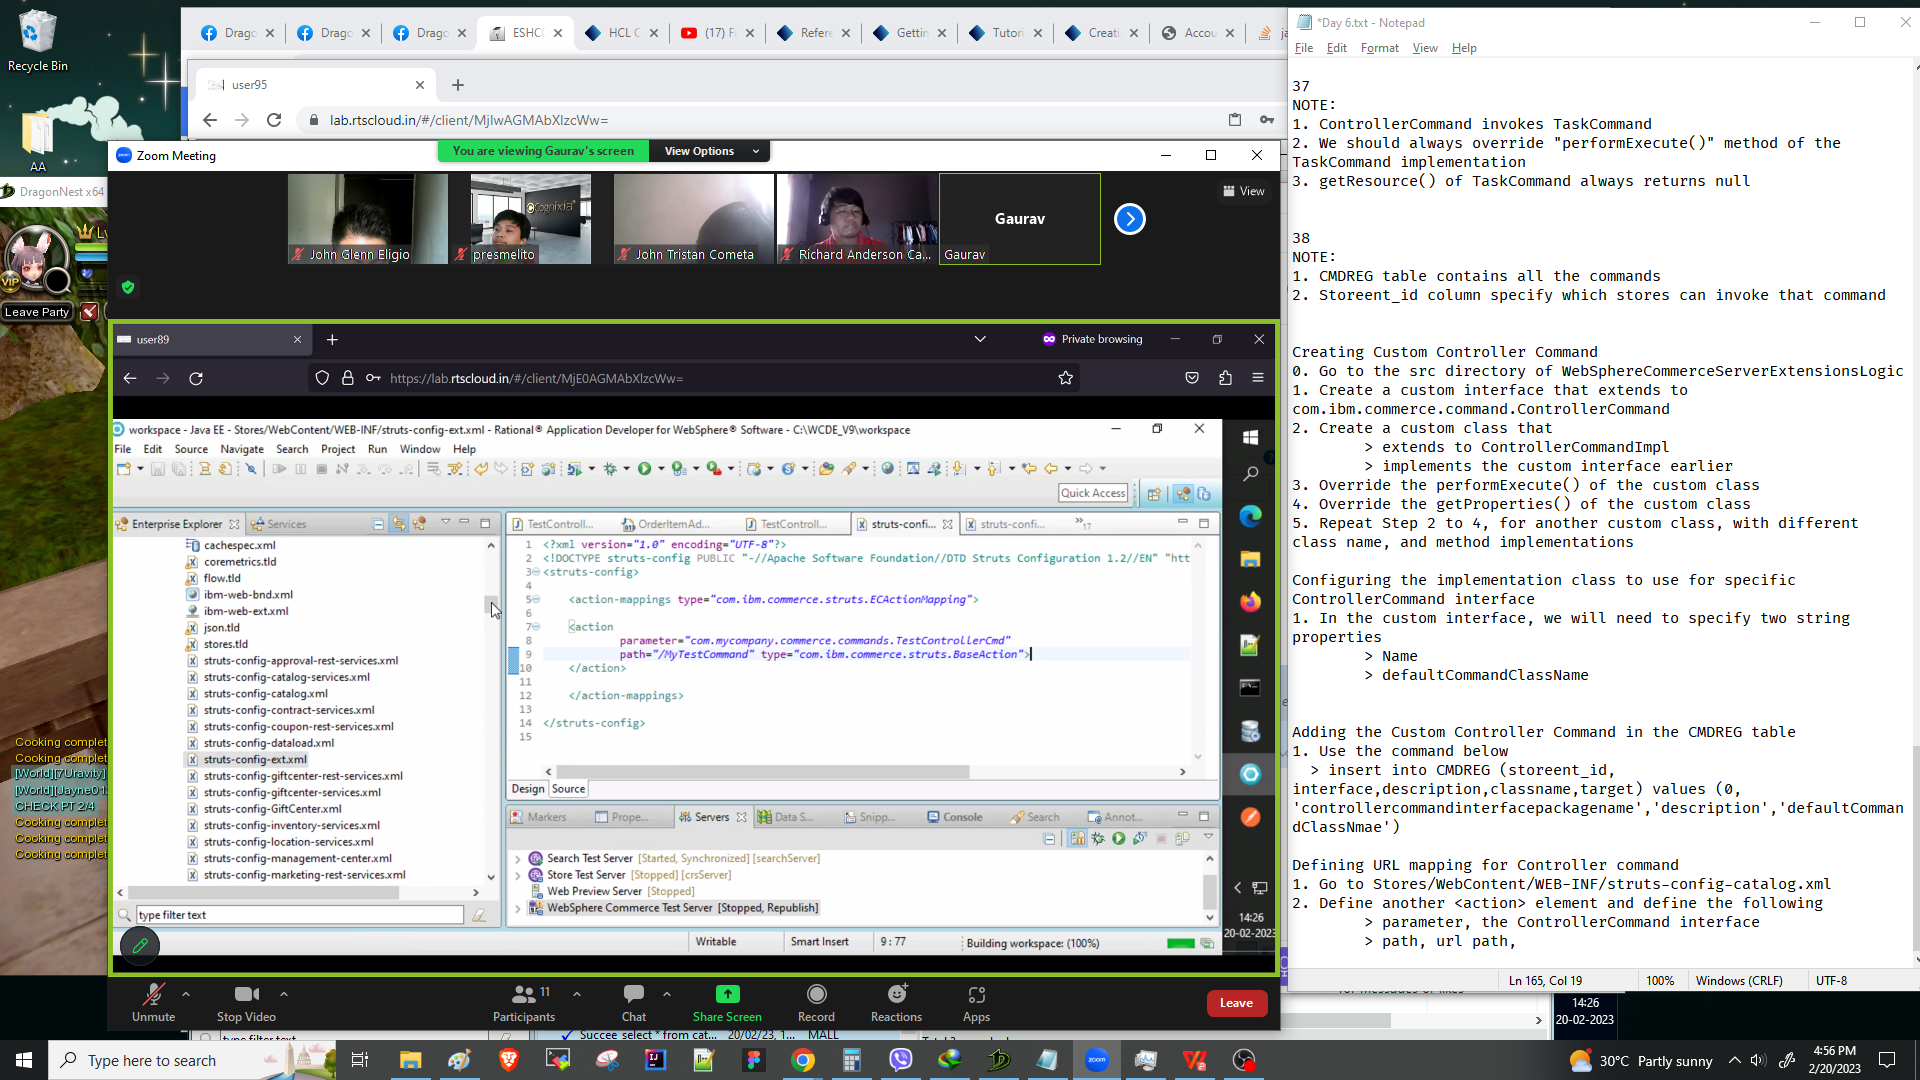 Recycle Bin
AA
DragonNest x64
VIP
Leave Party
Cooking complet
Cooking complet
[World][7Uravity]
[World][Jayne01
CHECK PT 2/4
Cooking complet
Cooking complet
Cooking complet
Drago
Drago
Drago
ESHC
HCL C
(17) F
Refere
Gettin
Tutori
Creati
Accou
user95
lab.rtscloud.in/#/client/MjIwAGMAbXlzcWw=
Zoom Meeting
You are viewing Gaurav's screen
View Options
View
John Glenn Eligio
Cognixia
presmelito
John Tristan Cometa
Richard Anderson Ca...
Gaurav
Gaurav
user89
Private browsing
https://lab.rtscloud.in/#/client/MjE0AGMAbXlzcWw=
workspace - Java EE - Stores/WebContent/WEB-INF/struts-config-ext.xml - Rational® Application Developer for WebSphere® Software - C:\WCDE_V9\workspace
File Edit Source Navigate Search Project Run Window Help
Quick Access
Enterprise Explorer
Services
cachespec.xml
coremetrics.tld
flow.tld
ibm-web-bnd.xml
ibm-web-ext.xml
json.tld
stores.tld
struts-config-approval-rest-services.xml
struts-config-catalog-services.xml
struts-config-catalog.xml
struts-config-contract-services.xml
struts-config-coupon-rest-services.xml
struts-config-dataload.xml
struts-config-ext.xml
struts-config-giftcenter-rest-services.xml
struts-config-giftcenter-services.xml
struts-config-GiftCenter.xml
struts-config-inventory-services.xml
struts-config-location-services.xml
struts-config-management-center.xml
struts-config-marketing-rest-services.xml
type filter text
TestControll...
OrderItemAd...
TestControll...
struts-confi...
struts-confi...
17
1 <?xml version="1.0" encoding="UTF-8"?>
2 <!DOCTYPE struts-config PUBLIC "-//Apache Software Foundation//DTD Struts Configuration 1.2//EN" "htt
3 <struts-config>
4
5 <action-mappings type="com.ibm.commerce.struts.ECActionMapping">
6
7 <action
8 parameter="com.mycompany.commerce.commands.TestControllerCmd"
9 path="/MyTestCommand" type="com.ibm.commerce.struts.BaseAction">
10 </action>
11
12 </action-mappings>
13
14 </struts-config>
15
Design Source
Markers
Prope...
Servers
Data S...
Snipp...
Console
Search
Annot...
Search Test Server [Started, Synchronized] [searchServer]
Store Test Server [Stopped] [crsServer]
Web Preview Server [Stopped]
WebSphere Commerce Test Server [Stopped, Republish]
Writable
Smart Insert
9 : 77
Building workspace: (100%)
14:26
20-02-2023
Unmute
Stop Video
11
Participants
Chat
Share Screen
Record
Reactions
Apps
Leave
type filter text
Succee select * from cat...
20/02/23, 1...
MALL
14:26
20-02-2023
*Day 6.txt - Notepad
File Edit Format View Help
37
NOTE:
1. ControllerCommand invokes TaskCommand
2. We should always override "performExecute()" method of the
TaskCommand implementation
3. getResource() of TaskCommand always returns null
38
NOTE:
1. CMDREG table contains all the commands
2. Storeent_id column specify which stores can invoke that command
Creating Custom Controller Command
0. Go to the src directory of WebSphereCommerceServerExtensionsLogic
1. Create a custom interface that extends to
com.ibm.commerce.command.ControllerCommand
2. Create a custom class that
> extends to ControllerCommandImpl
> implements the custom interface earlier
3. Override the performExecute() of the custom class
4. Override the getProperties() of the custom class
5. Repeat Step 2 to 4, for another custom class, with different
class name, and method implementations
Configuring the implementation class to use for specific
ControllerCommand interface
1. In the custom interface, we will need to specify two string
properties
> Name
> defaultCommandClassName
Adding the Custom Controller Command in the CMDREG table
1. Use the command below
> insert into CMDREG (storeent_id,
interface,description,classname,target) values (0,
'controllercommandinterfacepackagename','description','defaultComman
dClassNmae')
Defining URL mapping for Controller command
1. Go to Stores/WebContent/WEB-INF/struts-config-catalog.xml
2. Define another <action> element and define the following
> parameter, the ControllerCommand interface
> path, url path,
Ln 165, Col 19
100%
Windows (CRLF)
UTF-8
Type here to search
30°C Partly sunny
4:56 PM
2/20/2023